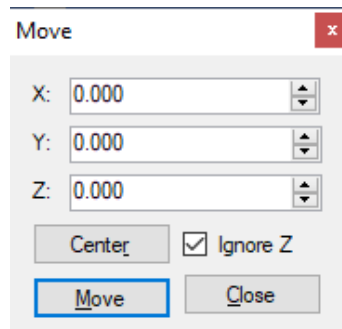 Move
x
X: 0.000
Y: 0.000
Z: 0.000
Center Ignore Z
Move Close